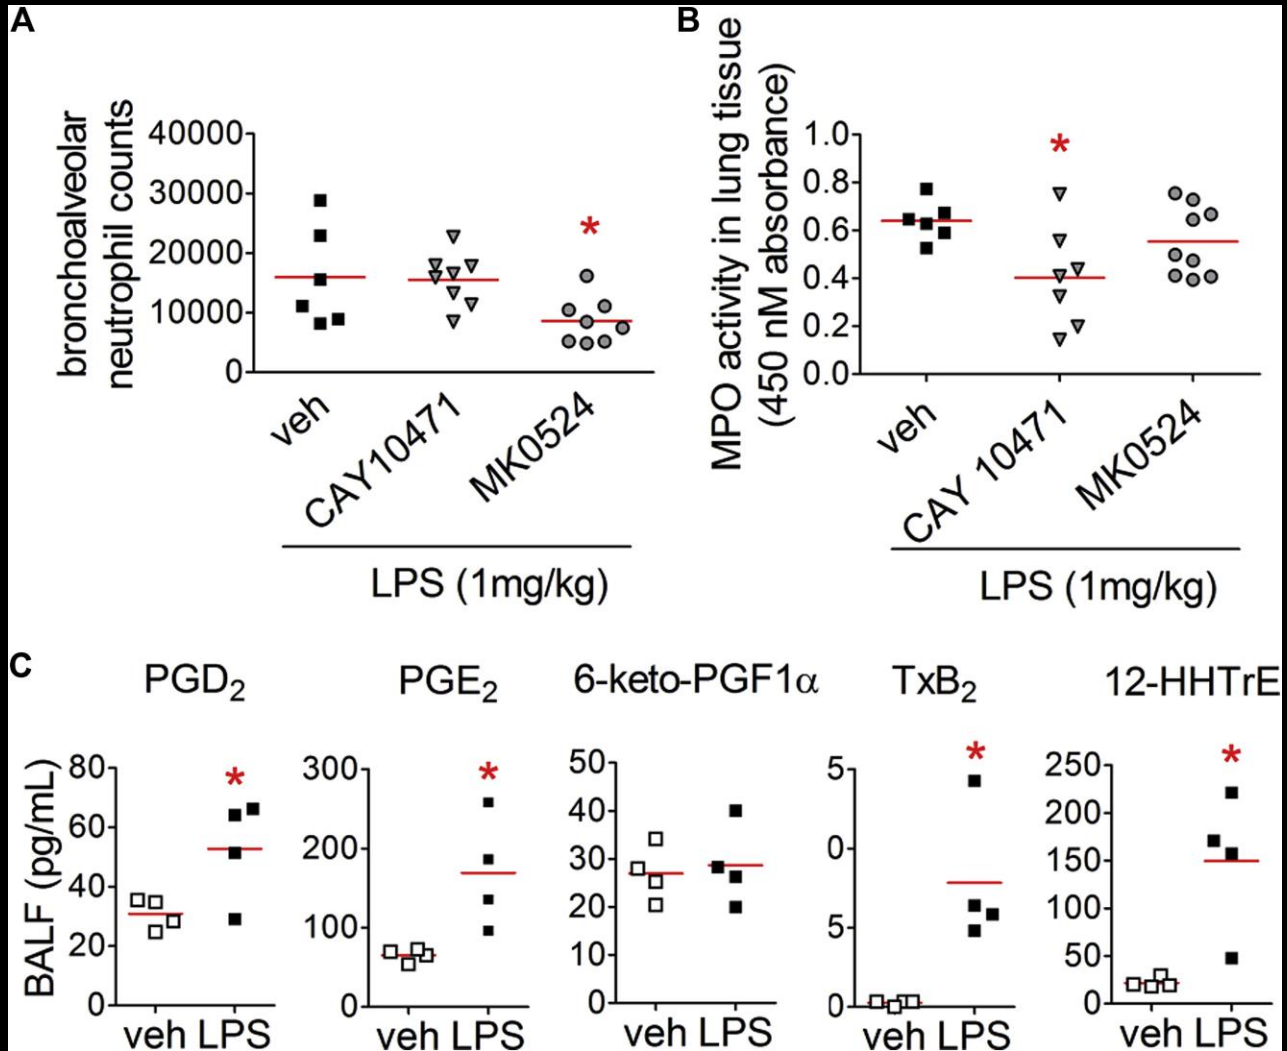 A
bronchoalveolar
neutrophil counts
40000
30000
20000
10000
0
*
veh
CAY10471
MK0524
LPS (1mg/kg)
B
MPO activity in lung tissue
(450 nM absorbance)
1.0
0.8
0.6
0.4
0.2
0.0
*
veh
CAY 10471
MK0524
LPS (1mg/kg)
C
BALF (pg/mL)
PGD2
80
60
40
20
0
*
veh LPS
PGE2
300
200
100
0
*
veh LPS
6-keto-PGF1α
50
40
30
20
10
0
veh LPS
TxB2
5
0
5
0
*
veh LPS
12-HHTrE
250
200
150
100
50
0
*
veh LPS